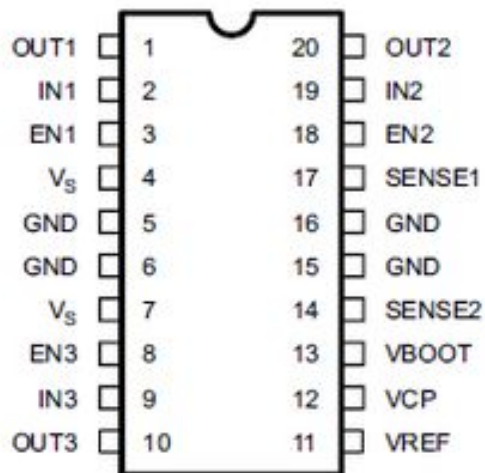 OUT1 1 20 OUT2
IN1 2 19 IN2
EN1 3 18 EN2
VS 4 17 SENSE1
GND 5 16 GND
GND 6 15 GND
VS 7 14 SENSE2
EN3 8 13 VBOOT
IN3 9 12 VCP
OUT3 10 11 VREF